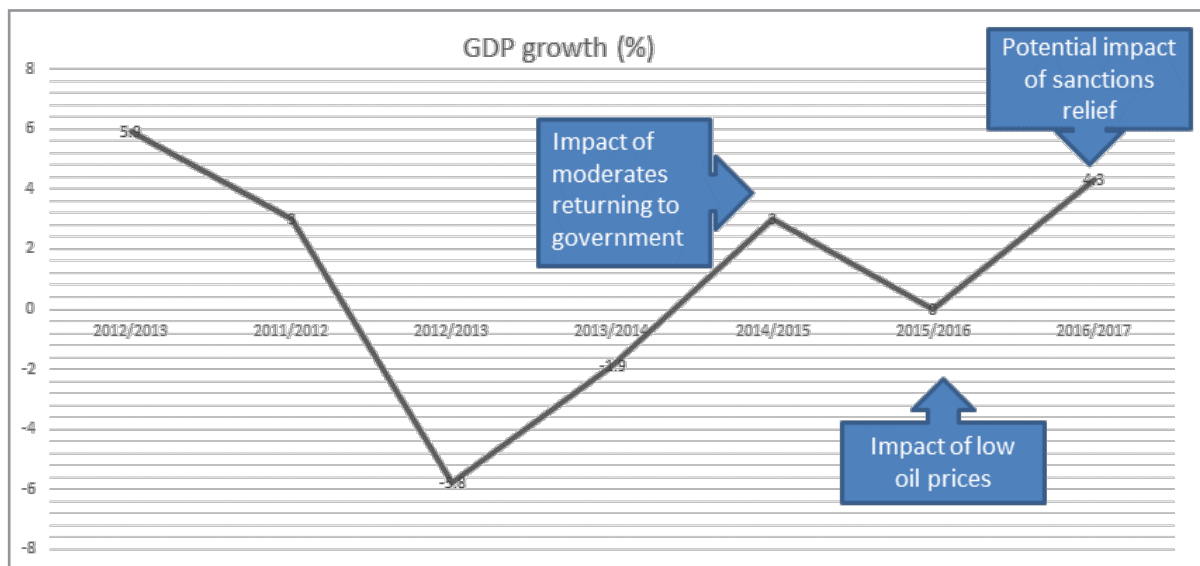 GDP growth (%)
Potential impact
of sanctions
relief
Impact of
moderates
returning to
government
Impact of low
oil prices
8
6
4
2
0
-2
-4
-6
-8
5.9
3
-5.8
-1.9
3
0
4.3
2012/2013
2011/2012
2012/2013
2013/2014
2014/2015
2015/2016
2016/2017